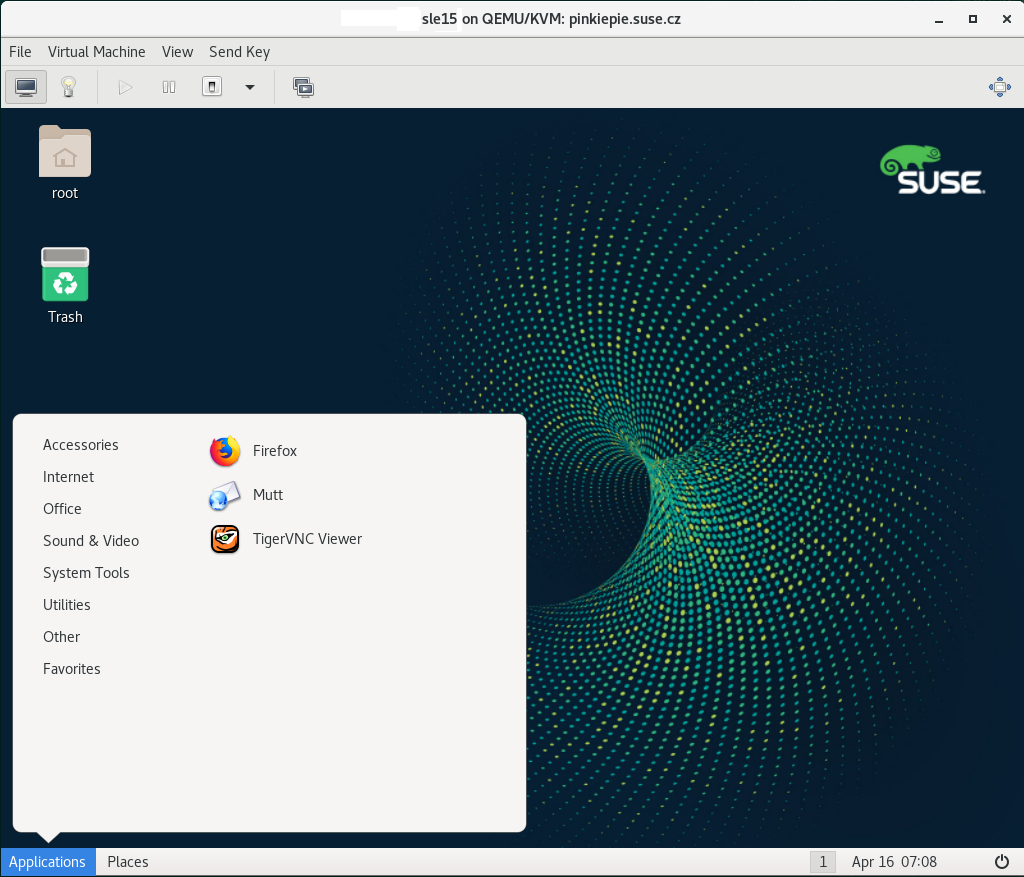 sle15 on QEMU/KVM: pinkiepie.suse.cz
File Virtual Machine View Send Key
root
SUSE
Trash
Accessories
Internet
Office
Sound & Video
System Tools
Utilities
Other
Favorites
Firefox
Mutt
TigerVNC Viewer
Applications Places 1 Apr 16 07:08